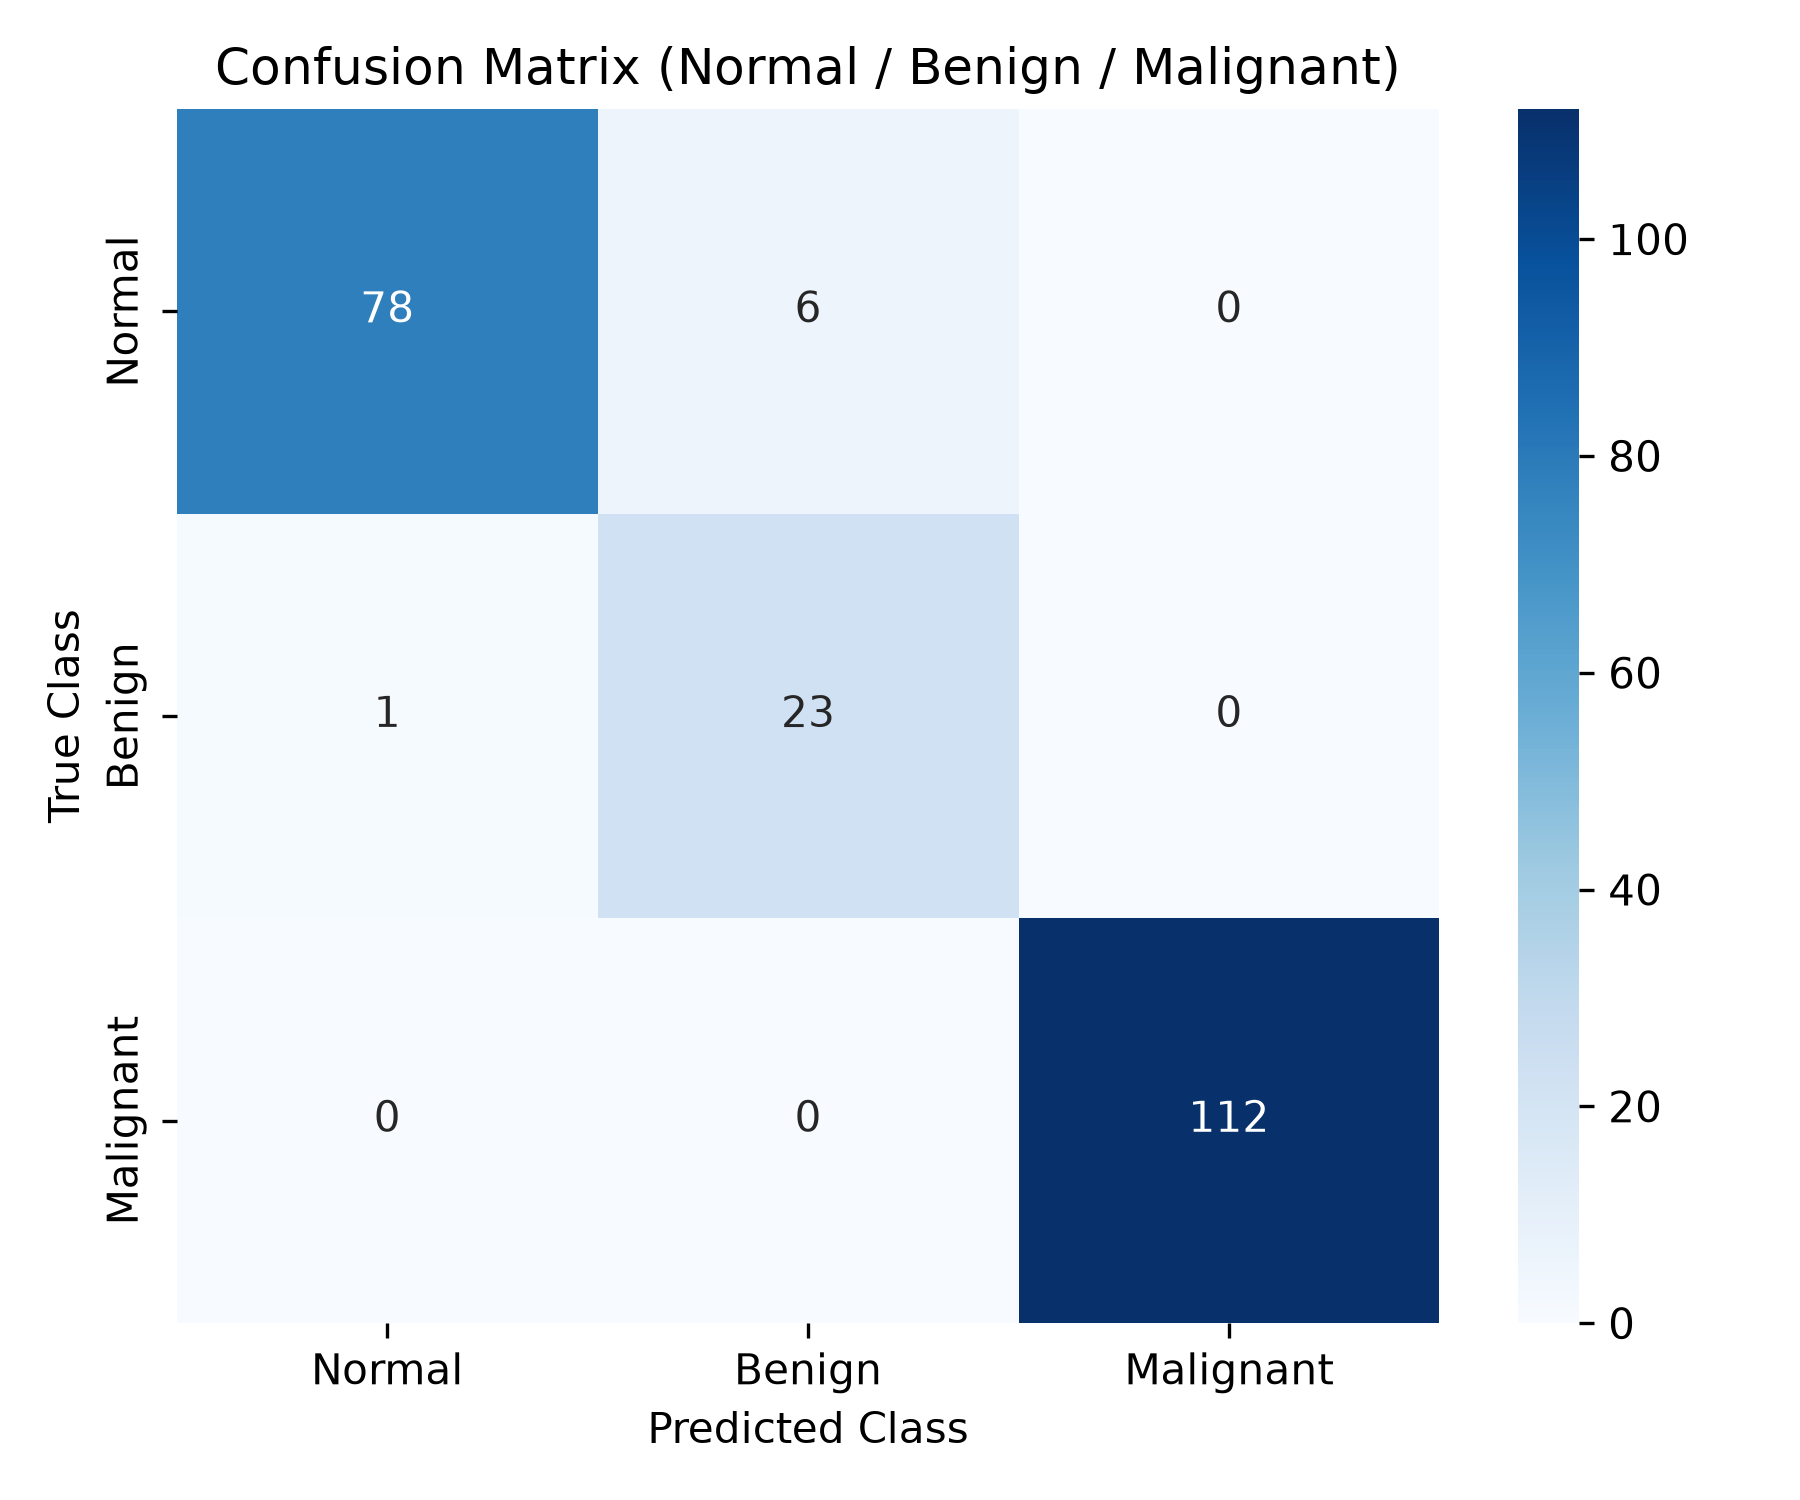 Confusion Matrix (Normal / Benign / Malignant)
True Class
Normal
78 6 0
Benign
1 23 0
Malignant
0 0 112
Normal Benign Malignant
Predicted Class
100
80
60
40
20
0